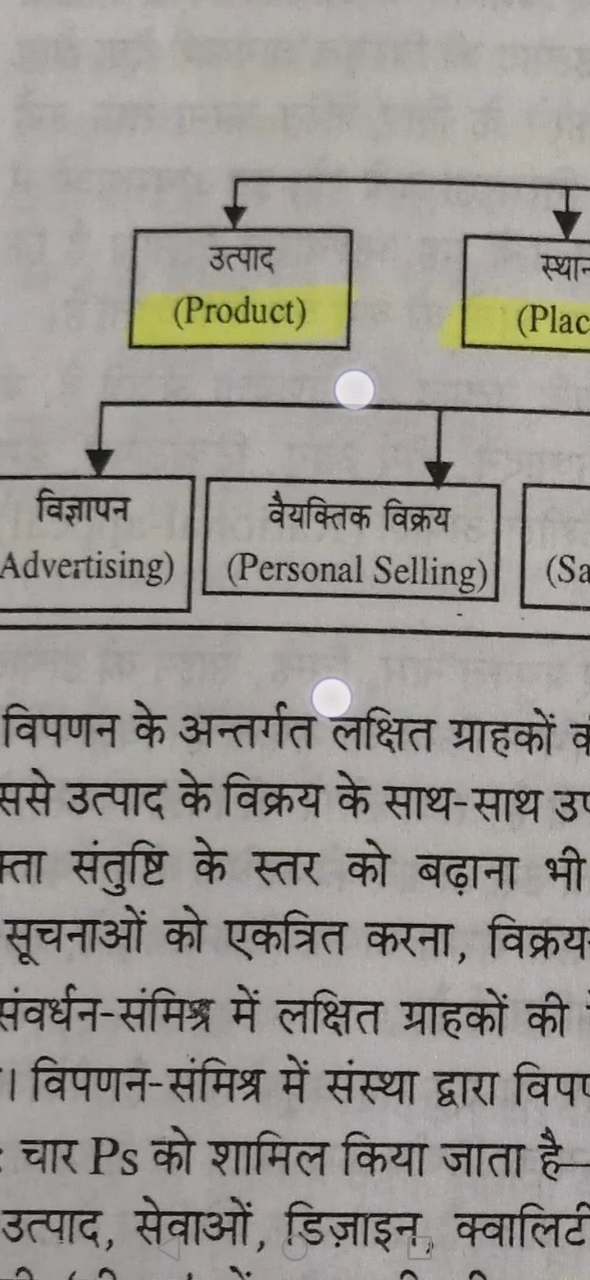 उत्पाद
(Product)
(Plac
विज्ञापन
Advertising)
वैयक्तिक विक्रय
(Personal Selling)
(Sa
विपणन के अन्तर्गत लक्षित ग्राहकों
ससे उत्पाद के विक्रय के साथ-साथ
क्ता संतुष्टि के स्तर को बढ़ाना भी
सूचनाओं को एकत्रित करना, विक्रय-
संवर्धन-संमिश्र में लक्षित ग्राहकों की
। विपणन-संमिश्र में संस्था द्वारा
चार Ps को शामिल किया जाता है—
उत्पाद, सेवाओं, डिज़ाइन, क्वालिटी